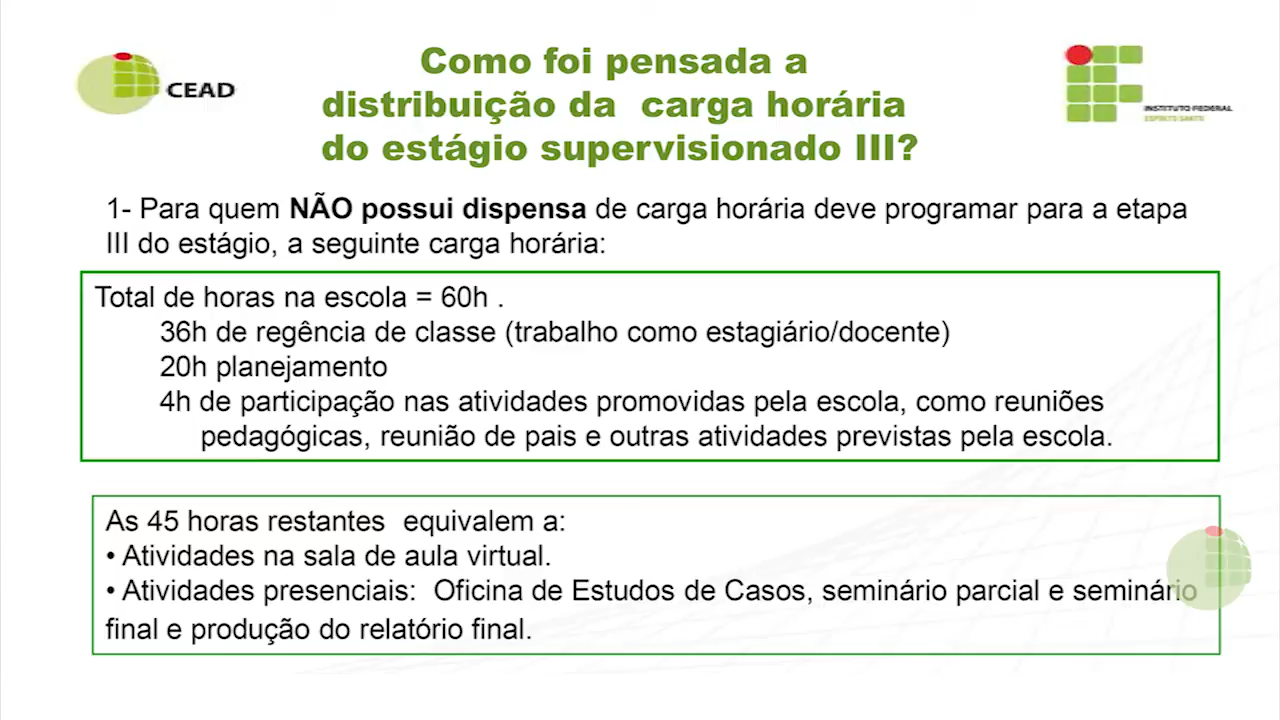 Como foi pensada a
distribuição da carga horária
do estágio supervisionado III?
CEAD
INSTITUTO FEDERAL
ESPÍRITO SANTO
1- Para quem NÃO possui dispensa de carga horária deve programar para a etapa
III do estágio, a seguinte carga horária:
Total de horas na escola = 60h .
36h de regência de classe (trabalho como estagiário/docente)
20h planejamento
4h de participação nas atividades promovidas pela escola, como reuniões
pedagógicas, reunião de pais e outras atividades previstas pela escola.
As 45 horas restantes equivalem a:
• Atividades na sala de aula virtual.
• Atividades presenciais: Oficina de Estudos de Casos, seminário parcial e seminário
final e produção do relatório final.